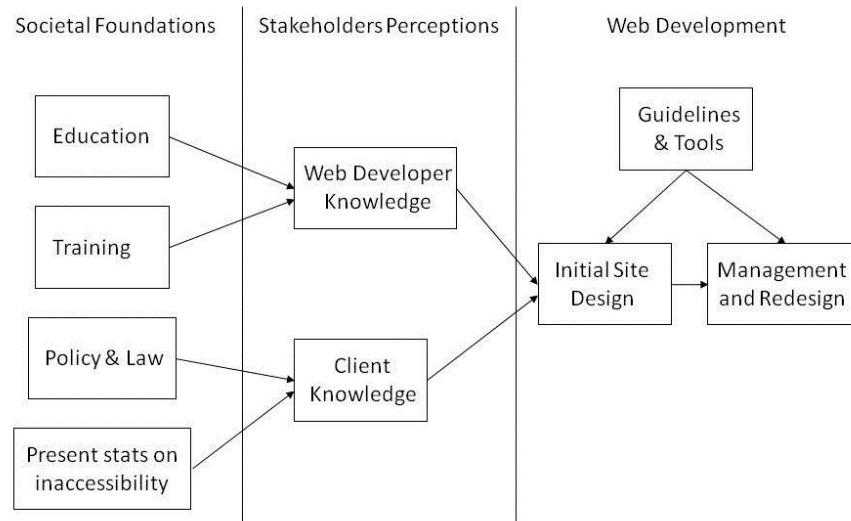 Societal Foundations
Stakeholders Perceptions
Web Development
Education
Training
Policy & Law
Present stats on
inaccessibility
Web Developer
Knowledge
Client
Knowledge
Guidelines
& Tools
Initial Site
Design
Management
and Redesign